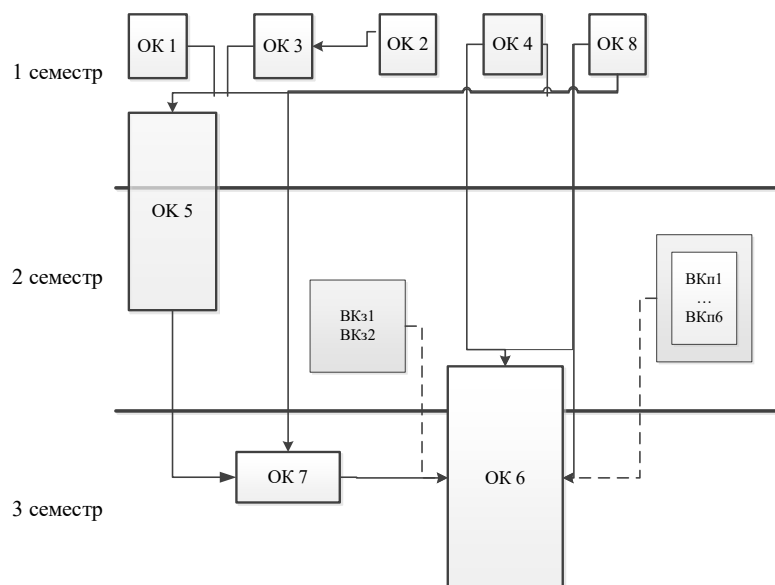 ОК 1
ОК 3
ОК 2
ОК 4
ОК 8
1 семестр
ОК 5
2 семестр
ВКз1
ВКз2
ВКп1
...
ВКп6
ОК 7
ОК 6
3 семестр